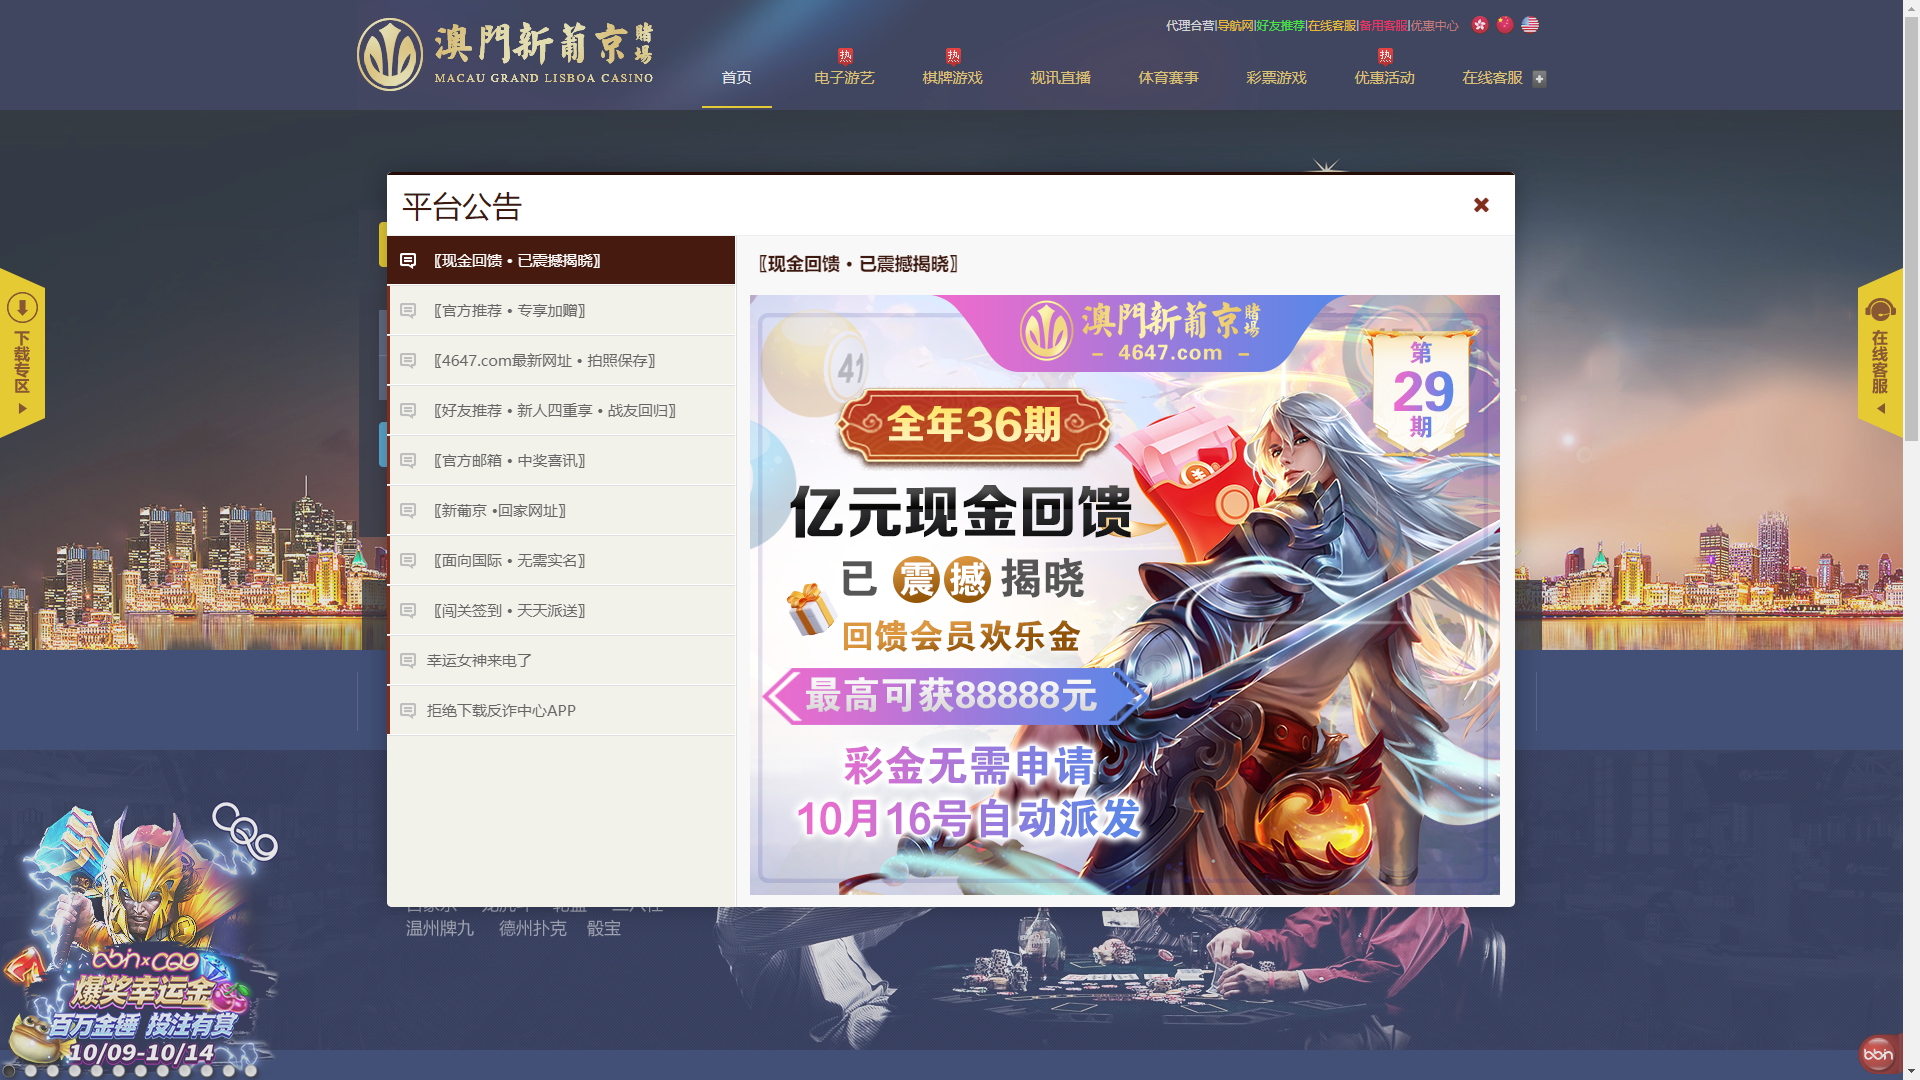 澳門新葡京賭場
MACAU GRAND LISBOA CASINO
代理合营|导航网|好友推荐|在线客服|备用客服|优惠中心
首页
热
电子游艺
热
棋牌游戏
视讯直播
体育赛事
彩票游戏
热
优惠活动
在线客服
下载专区
在线客服
平台公告
〖现金回馈 • 已震撼揭晓〗
〖官方推荐 • 专享加赠〗
〖4647.com最新网址 • 拍照保存〗
〖好友推荐 • 新人四重享 • 战友回归〗
〖官方邮箱 • 中奖喜讯〗
〖新葡京 •回家网址〗
〖面向国际 • 无需实名〗
〖闯关签到 • 天天派送〗
幸运女神来电了
拒绝下载反诈中心APP
〖现金回馈 • 已震撼揭晓〗
澳門新葡京賭場
– 4647.com –
41
第
29
期
全年36期
亿元现金回馈
已震撼揭晓
回馈会员欢乐金
最高可获88888元
彩金无需申请
10月16号自动派发
温州牌九 德州扑克 骰宝
CQ9
bbin×CQ9
爆奖幸运金
百万金锤 投注有赏
10/09-10/14
bbin